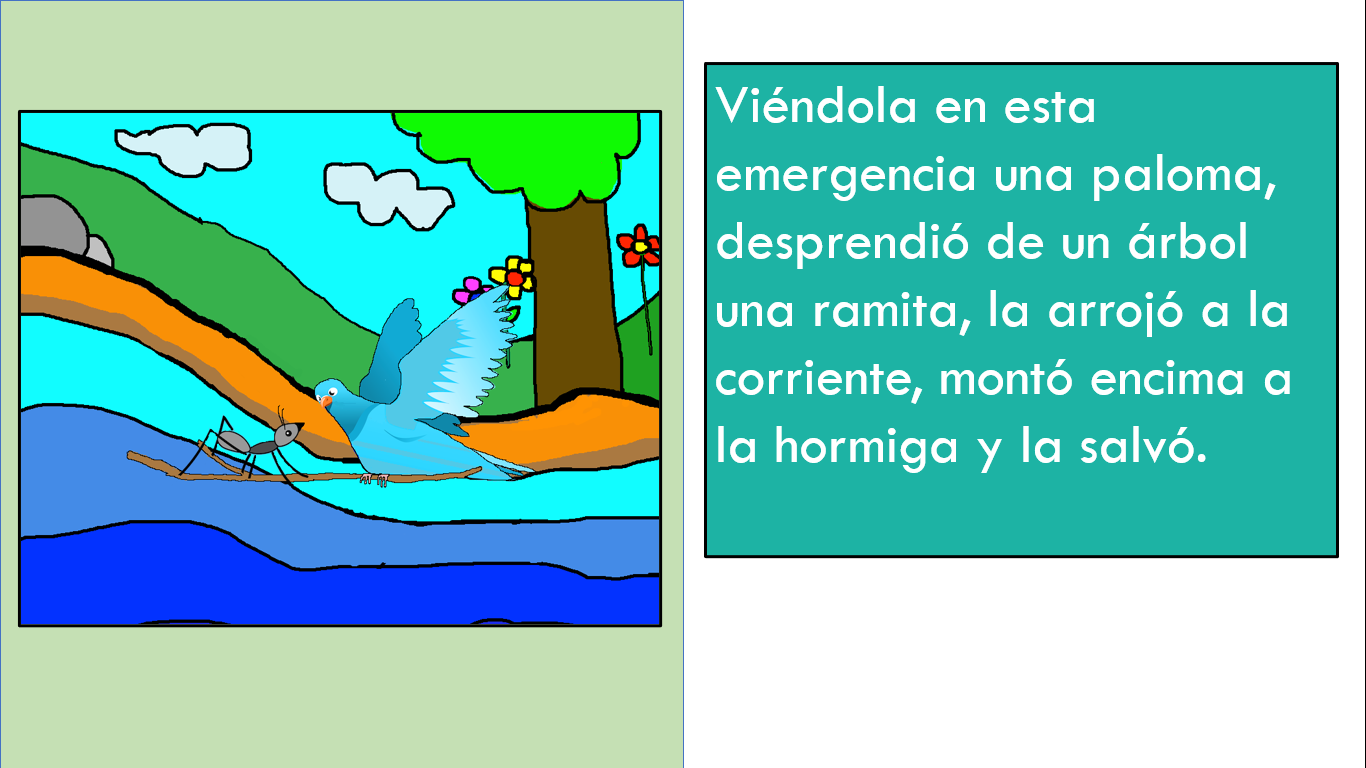 Viéndola en esta
emergencia una paloma,
desprendió de un árbol
una ramita, la arrojó a la
corriente, montó encima a
la hormiga y la salvó.